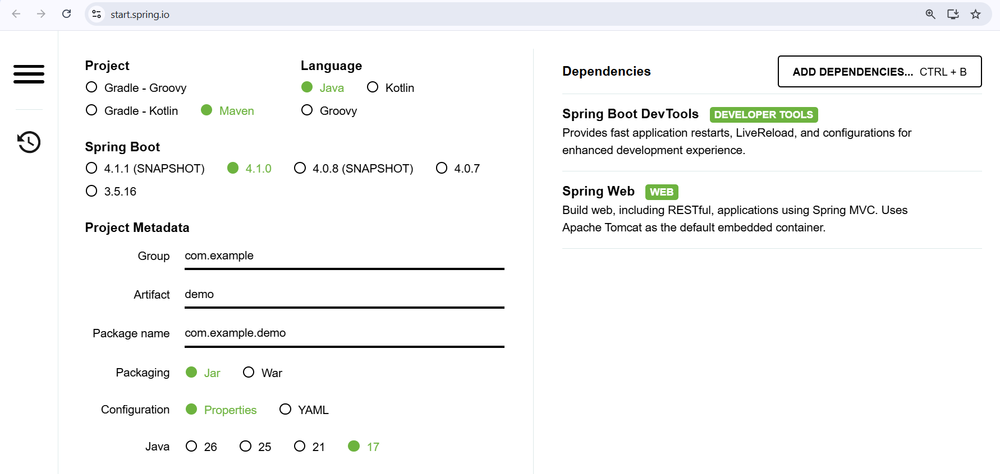 start.spring.io
Project
Gradle - Groovy
Gradle - Kotlin Maven
Language
Java Kotlin
Groovy
Spring Boot
4.1.1 (SNAPSHOT) 4.1.0 4.0.8 (SNAPSHOT) 4.0.7
3.5.16
Project Metadata
Group com.example
Artifact demo
Package name com.example.demo
Packaging Jar War
Configuration Properties YAML
Java 26 25 21 17
Dependencies ADD DEPENDENCIES... CTRL + B
Spring Boot DevTools DEVELOPER TOOLS
Provides fast application restarts, LiveReload, and configurations for
enhanced development experience.
Spring Web WEB
Build web, including RESTful, applications using Spring MVC. Uses
Apache Tomcat as the default embedded container.